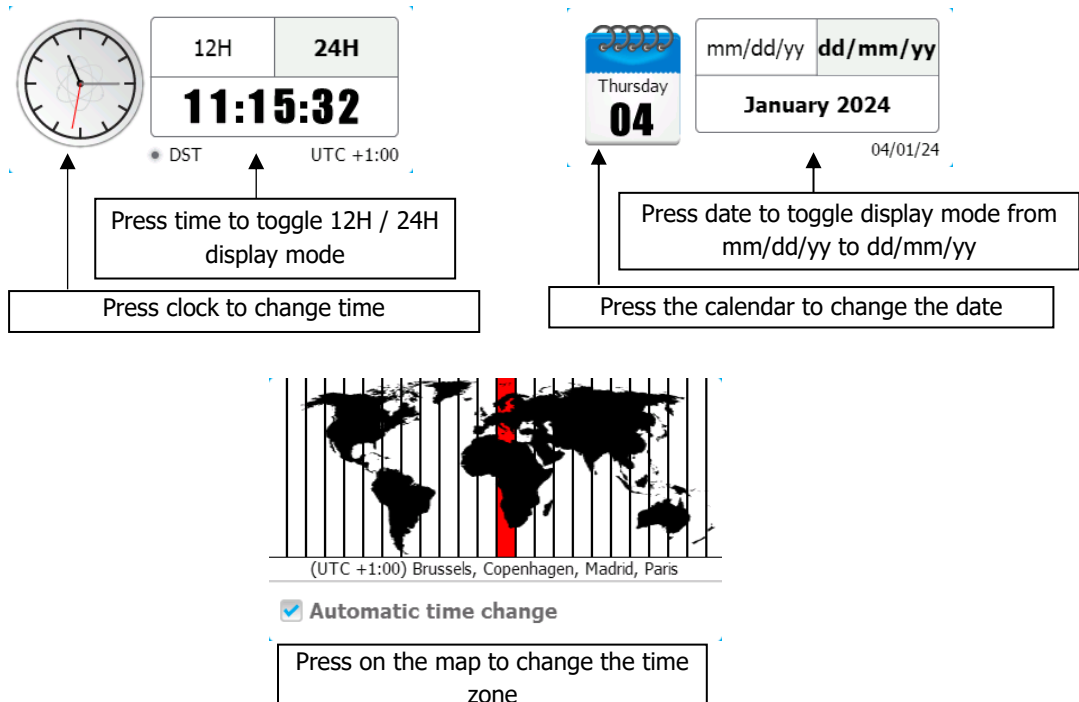 12H 24H
11:15:32
DST UTC +1:00
Press time to toggle 12H / 24H
display mode
Press clock to change time
Thursday
04
mm/dd/yy dd/mm/yy
January 2024
04/01/24
Press date to toggle display mode from
mm/dd/yy to dd/mm/yy
Press the calendar to change the date
(UTC +1:00) Brussels, Copenhagen, Madrid, Paris
Automatic time change
Press on the map to change the time
zone